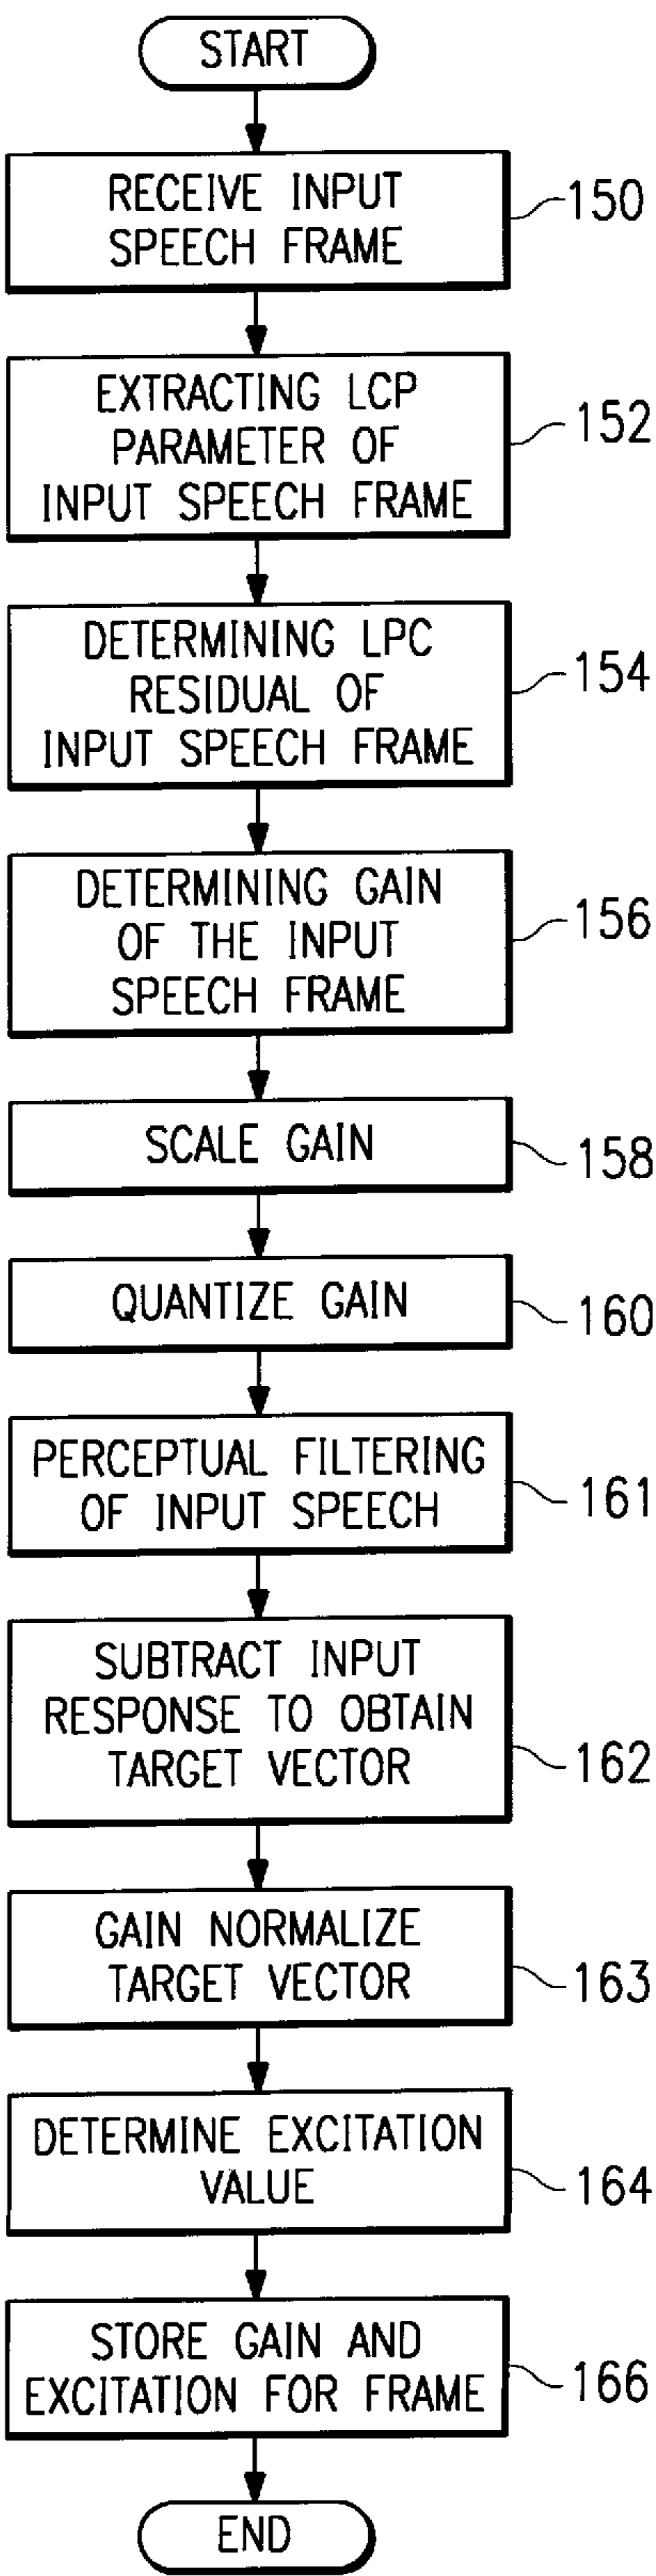 START
RECEIVE INPUT
SPEECH FRAME
150
EXTRACTING LCP
PARAMETER OF
INPUT SPEECH FRAME
152
DETERMINING LPC
RESIDUAL OF
INPUT SPEECH FRAME
154
DETERMINING GAIN
OF THE INPUT
SPEECH FRAME
156
SCALE GAIN
158
QUANTIZE GAIN
160
PERCEPTUAL FILTERING
OF INPUT SPEECH
161
SUBTRACT INPUT
RESPONSE TO OBTAIN
TARGET VECTOR
162
GAIN NORMALIZE
TARGET VECTOR
163
DETERMINE EXCITATION
VALUE
164
STORE GAIN AND
EXCITATION FOR FRAME
166
END